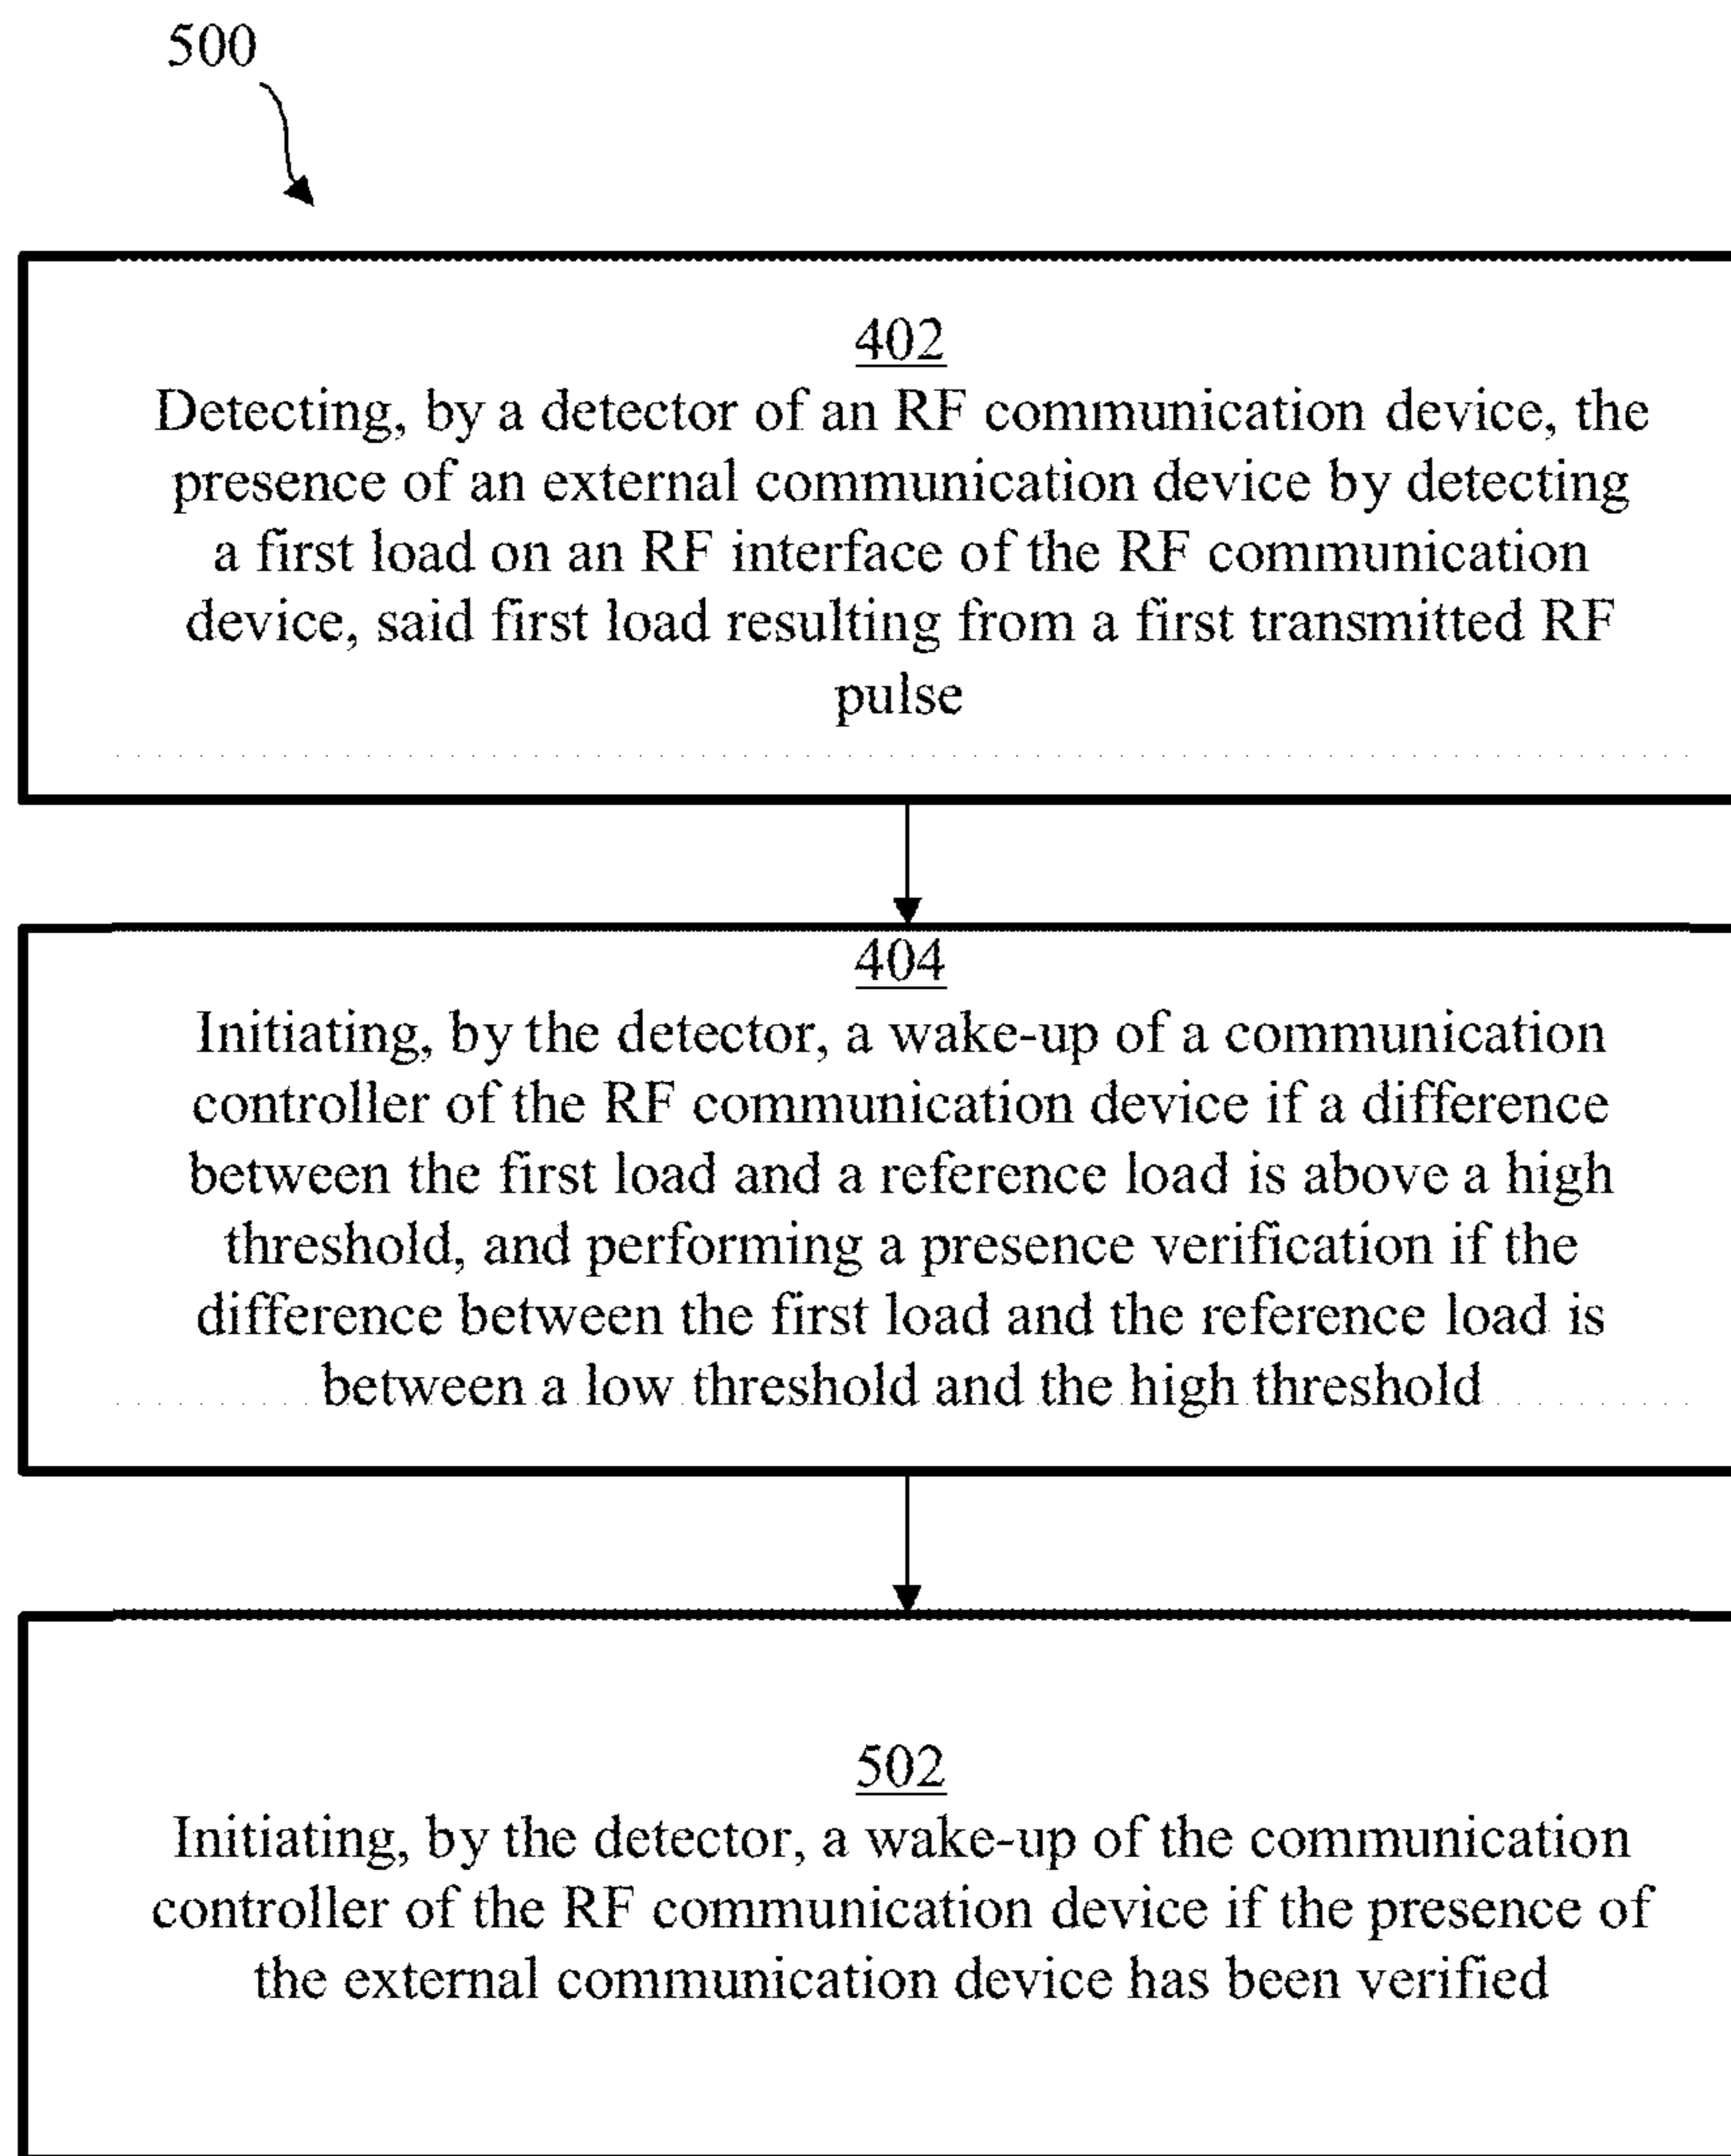 500
402
Detecting, by a detector of an RF communication device, the
presence of an external communication device by detecting
a first load on an RF interface of the RF communication
device, said first load resulting from a first transmitted RF
pulse
404
Initiating, by the detector, a wake-up of a communication
controller of the RF communication device if a difference
between the first load and a reference load is above a high
threshold, and performing a presence verification if the
difference between the first load and the reference load is
between a low threshold and the high threshold
502
Initiating, by the detector, a wake-up of the communication
controller of the RF communication device if the presence of
the external communication device has been verified